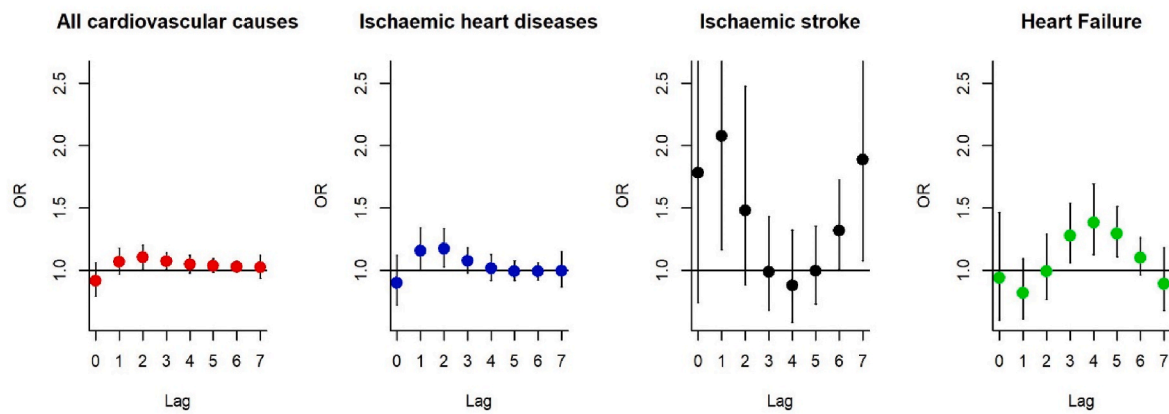 All cardiovascular causes
OR
2.5
2.0
1.5
1.0
0 1 2 3 4 5 6 7
Lag
Ischaemic heart diseases
OR
2.5
2.0
1.5
1.0
0 1 2 3 4 5 6 7
Lag
Ischaemic stroke
OR
2.5
2.0
1.5
1.0
0 1 2 3 4 5 6 7
Lag
Heart Failure
OR
2.5
2.0
1.5
1.0
0 1 2 3 4 5 6 7
Lag